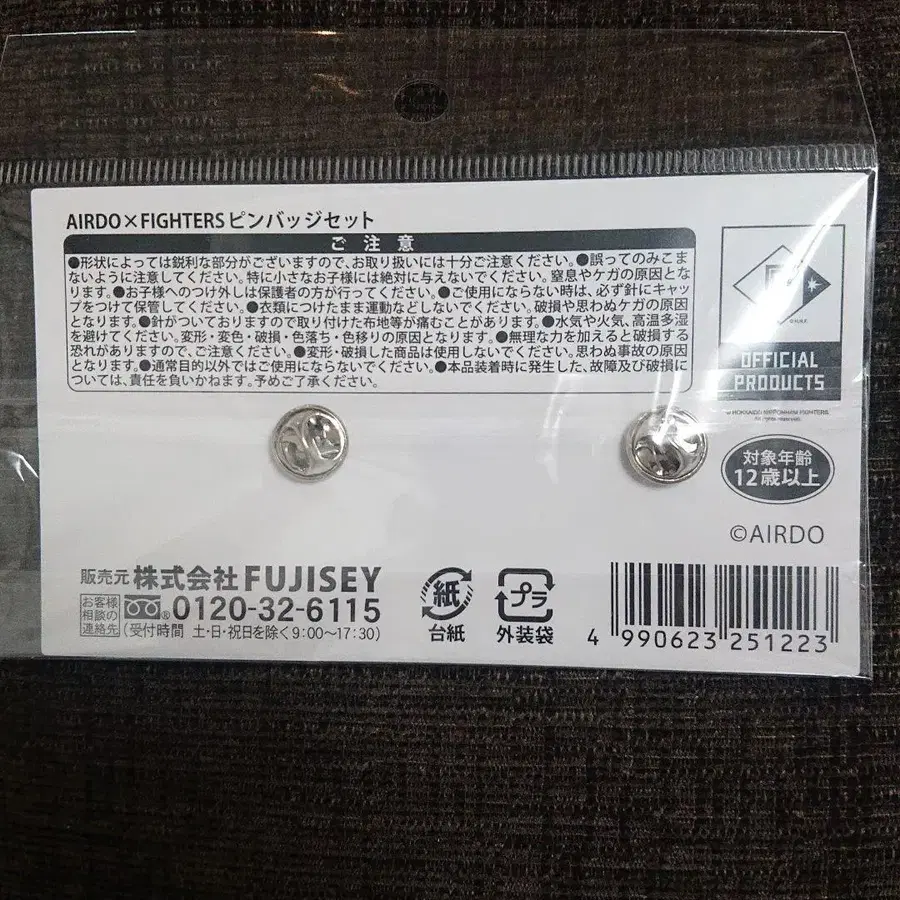 AIRDO×FIGHTERSピンバッジセット
ご注意
●形状によっては鋭利な部分がございますので、お取り扱いには十分ご注意ください。●誤ってのみこま
ないように注意してください。特に小さなお子様には絶対に与えないでください。窒息やケガの原因とな
ります。●お子様へのつけ外しは保護者の方が行ってください。●ご使用にならない時は、必ず針にキャッ
プをつけて保管してください。●衣類につけたまま運動などしないでください。破損や思わぬケガの原因
となります。●針がついておりますので取り付けた布地等が痛むことがあります。●水気や火気、高温多湿
を避けてください。変形・変色・破損・色落ち・色移りの原因となります。●無理な力を加えると破損する
恐れがありますので、ご注意ください。●変形・破損した商品は使用しないでください。思わぬ事故の原因
となります。●通常目的以外ではご使用にならないでください。●本品装着時に発生した、故障及び破損に
ついては、責任を負いかねます。予めご了承ください。
OFFICIAL
PRODUCTS
© HOKKAIDO NIPPONHAM FIGHTERS
All rights reserved.
対象年齢
12歳以上
©AIRDO
販売元 株式会社 FUJISEY
お客様
相談の
連絡先
0120-32-6115
(受付時間 土・日・祝日を除く9:00〜17:30)
紙
台紙
プラ
外装袋
4 990623 251223